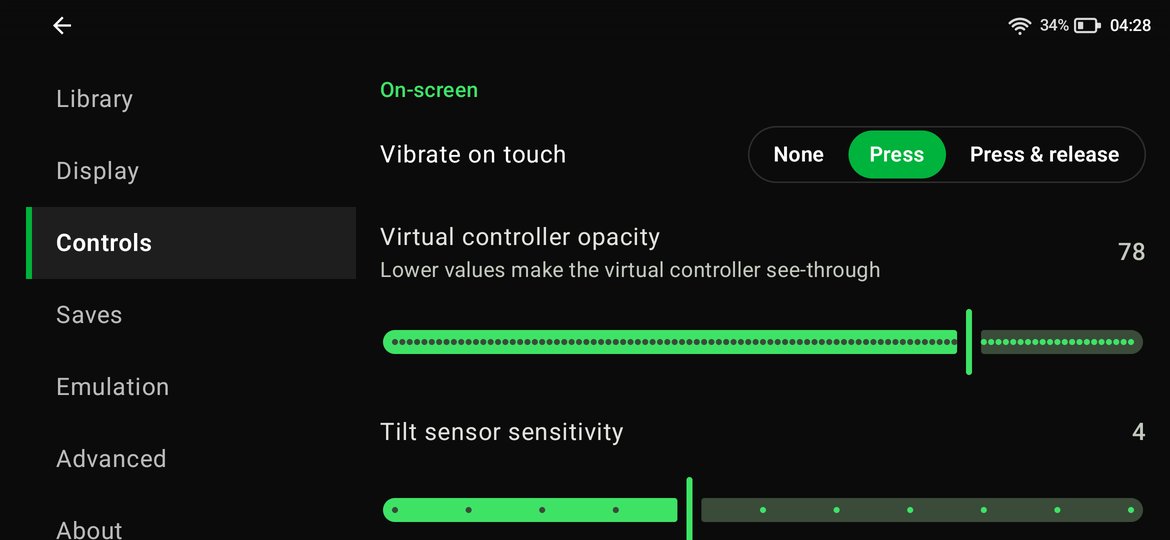 34% 04:28
Library
Display
Controls
Saves
Emulation
Advanced
About
On-screen
Vibrate on touch
None Press Press & release
Virtual controller opacity
78
Lower values make the virtual controller see-through
Tilt sensor sensitivity
4